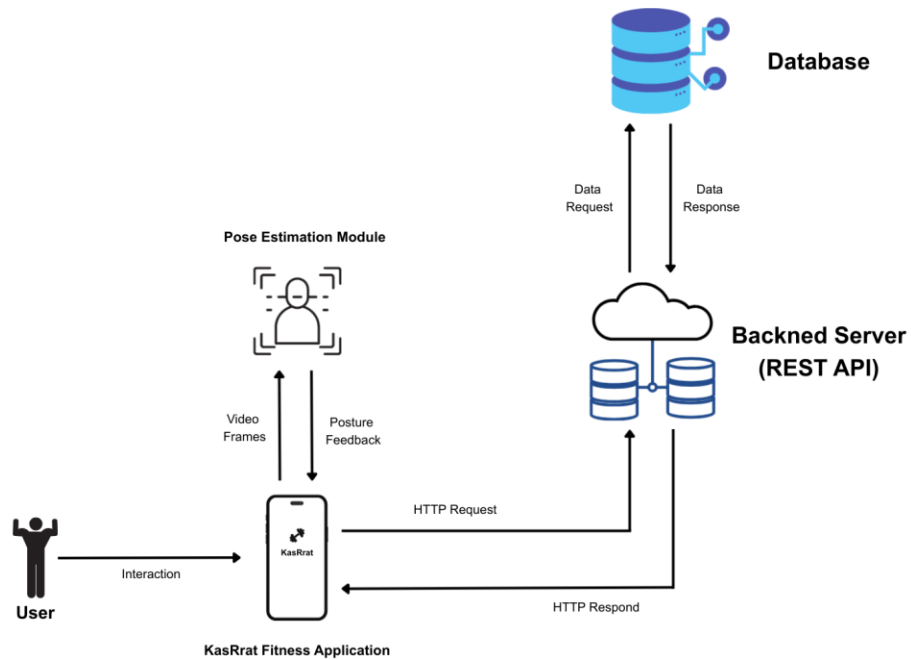 Database
Data
Request
Data
Response
Pose Estimation Module
Backned Server
(REST API)
Video
Frames
Posture
Feedback
HTTP Request
KasRrat
Interaction
User
HTTP Respond
KasRrat Fitness Application